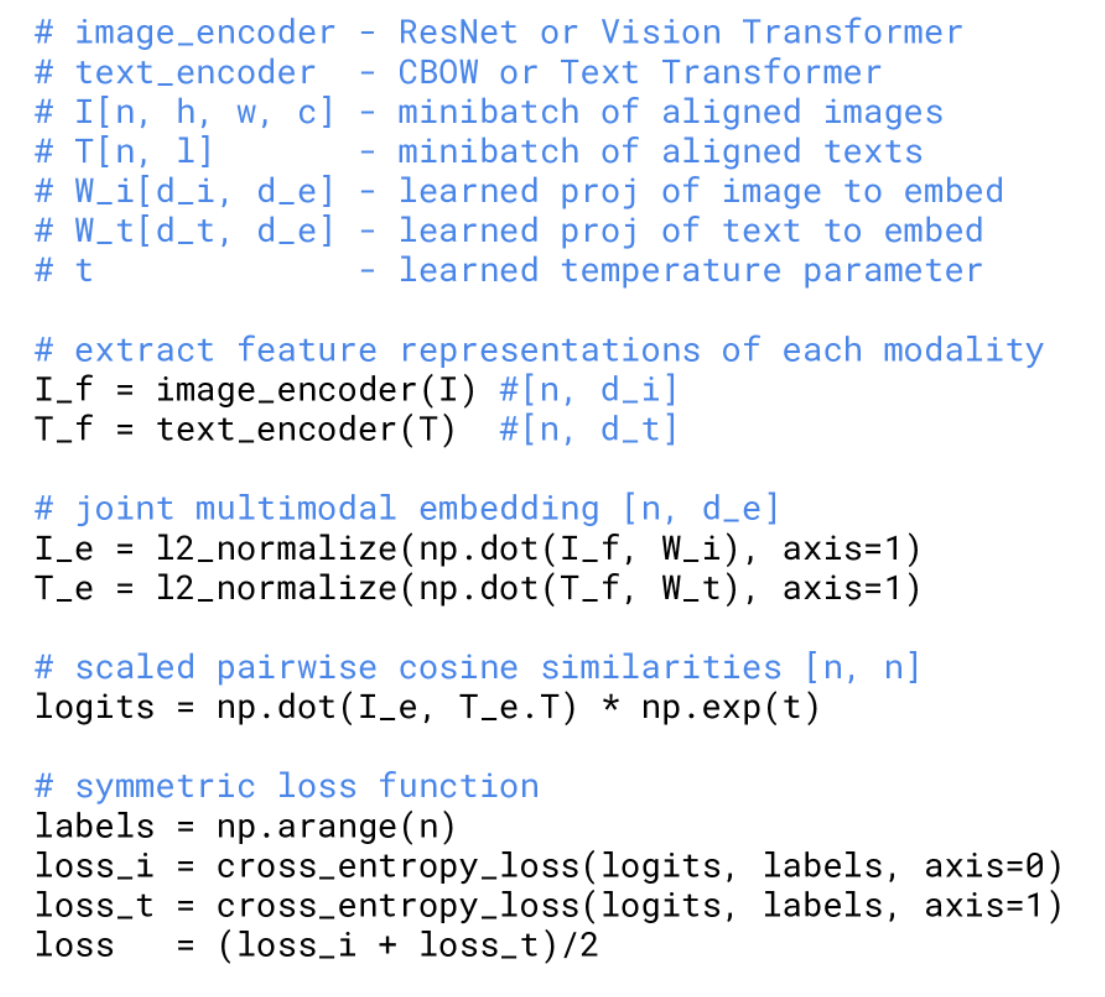 # image_encoder - ResNet or Vision Transformer
# text_encoder  - CBOW or Text Transformer
# I[n, h, w, c] - minibatch of aligned images
# T[n, l]       - minibatch of aligned texts
# W_i[d_i, d_e] - learned proj of image to embed
# W_t[d_t, d_e] - learned proj of text to embed
# t             - learned temperature parameter

# extract feature representations of each modality
I_f = image_encoder(I) #[n, d_i]
T_f = text_encoder(T)  #[n, d_t]

# joint multimodal embedding [n, d_e]
I_e = l2_normalize(np.dot(I_f, W_i), axis=1)
T_e = l2_normalize(np.dot(T_f, W_t), axis=1)

# scaled pairwise cosine similarities [n, n]
logits = np.dot(I_e, T_e.T) * np.exp(t)

# symmetric loss function
labels = np.arange(n)
loss_i = cross_entropy_loss(logits, labels, axis=0)
loss_t = cross_entropy_loss(logits, labels, axis=1)
loss   = (loss_i + loss_t)/2